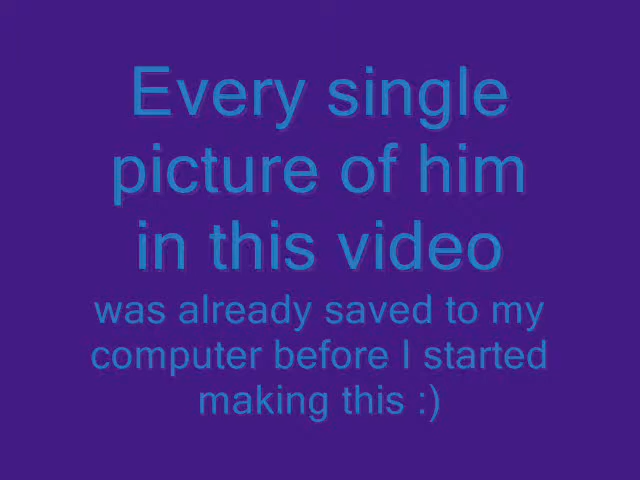 Every single
picture of him
in this video
was already saved to my
computer before I started
making this :)